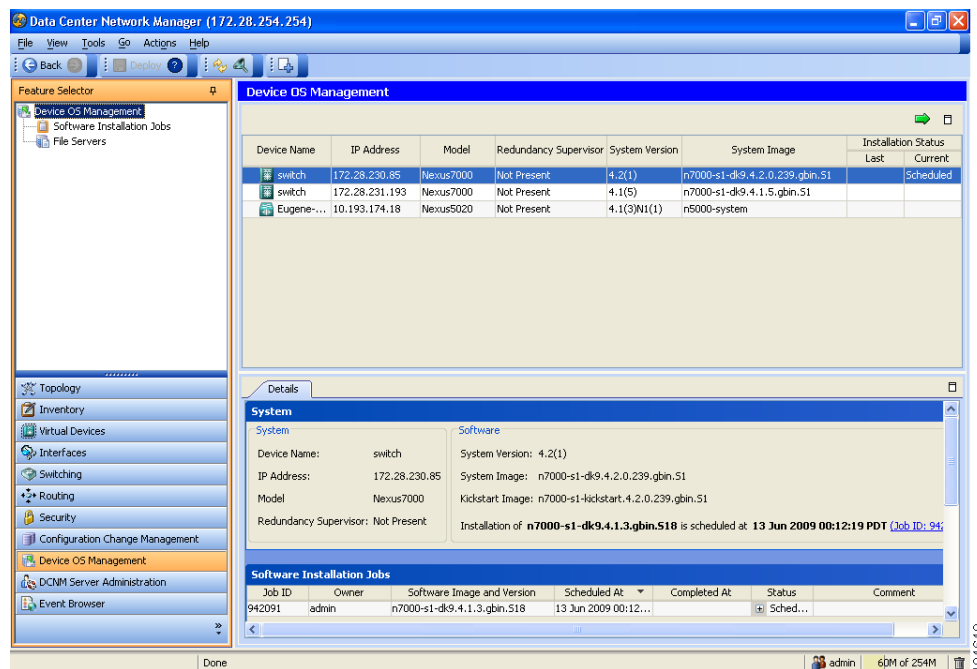 Data Center Network Manager (172.28.254.254)
File View Tools Go Actions Help
Back Deploy
Feature Selector
Device OS Management
Software Installation Jobs
File Servers
Topology
Inventory
Virtual Devices
Interfaces
Switching
Routing
Security
Configuration Change Management
Device OS Management
DCNM Server Administration
Event Browser
Device OS Management
Device Name IP Address Model Redundancy Supervisor System Version System Image Installation Status
Last Current
switch 172.28.230.85 Nexus7000 Not Present 4.2(1) n7000-s1-dk9.4.2.0.239.gbin.S1 Scheduled
switch 172.28.231.193 Nexus7000 Not Present 4.1(5) n7000-s1-dk9.4.1.5.gbin.S1
Eugene-... 10.193.174.18 Nexus5020 Not Present 4.1(3)N1(1) n5000-system
Details
System
System
Device Name: switch
IP Address: 172.28.230.85
Model Nexus7000
Redundancy Supervisor: Not Present
Software
System Version: 4.2(1)
System Image: n7000-s1-dk9.4.2.0.239.gbin.S1
Kickstart Image: n7000-s1-kickstart.4.2.0.239.gbin.S1
Installation of n7000-s1-dk9.4.1.3.gbin.S18 is scheduled at 13 Jun 2009 00:12:19 PDT (Job ID: 942
Software Installation Jobs
Job ID Owner Software Image and Version Scheduled At Completed At Status Comment
942091 admin n7000-s1-dk9.4.1.3.gbin.S18 13 Jun 2009 00:12... Sched...
Done
admin 60M of 254M